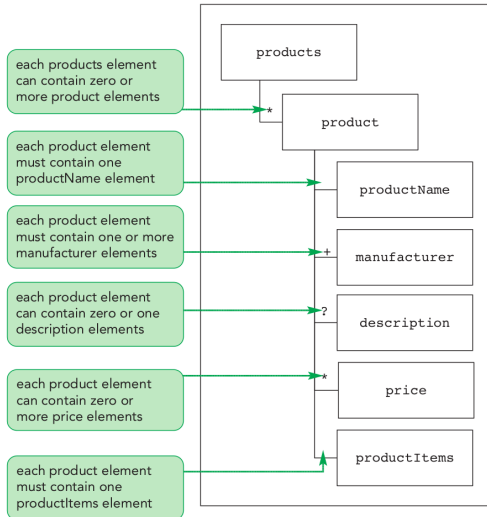 products
each products element
can contain zero or
more product elements
*
product
each product element
must contain one
productName element
productName
each product element
must contain one or more
manufacturer elements
+
manufacturer
each product element
can contain zero or one
description elements
?
description
each product element
can contain zero or
more price elements
*
price
each product element
must contain one
productItems element
productItems